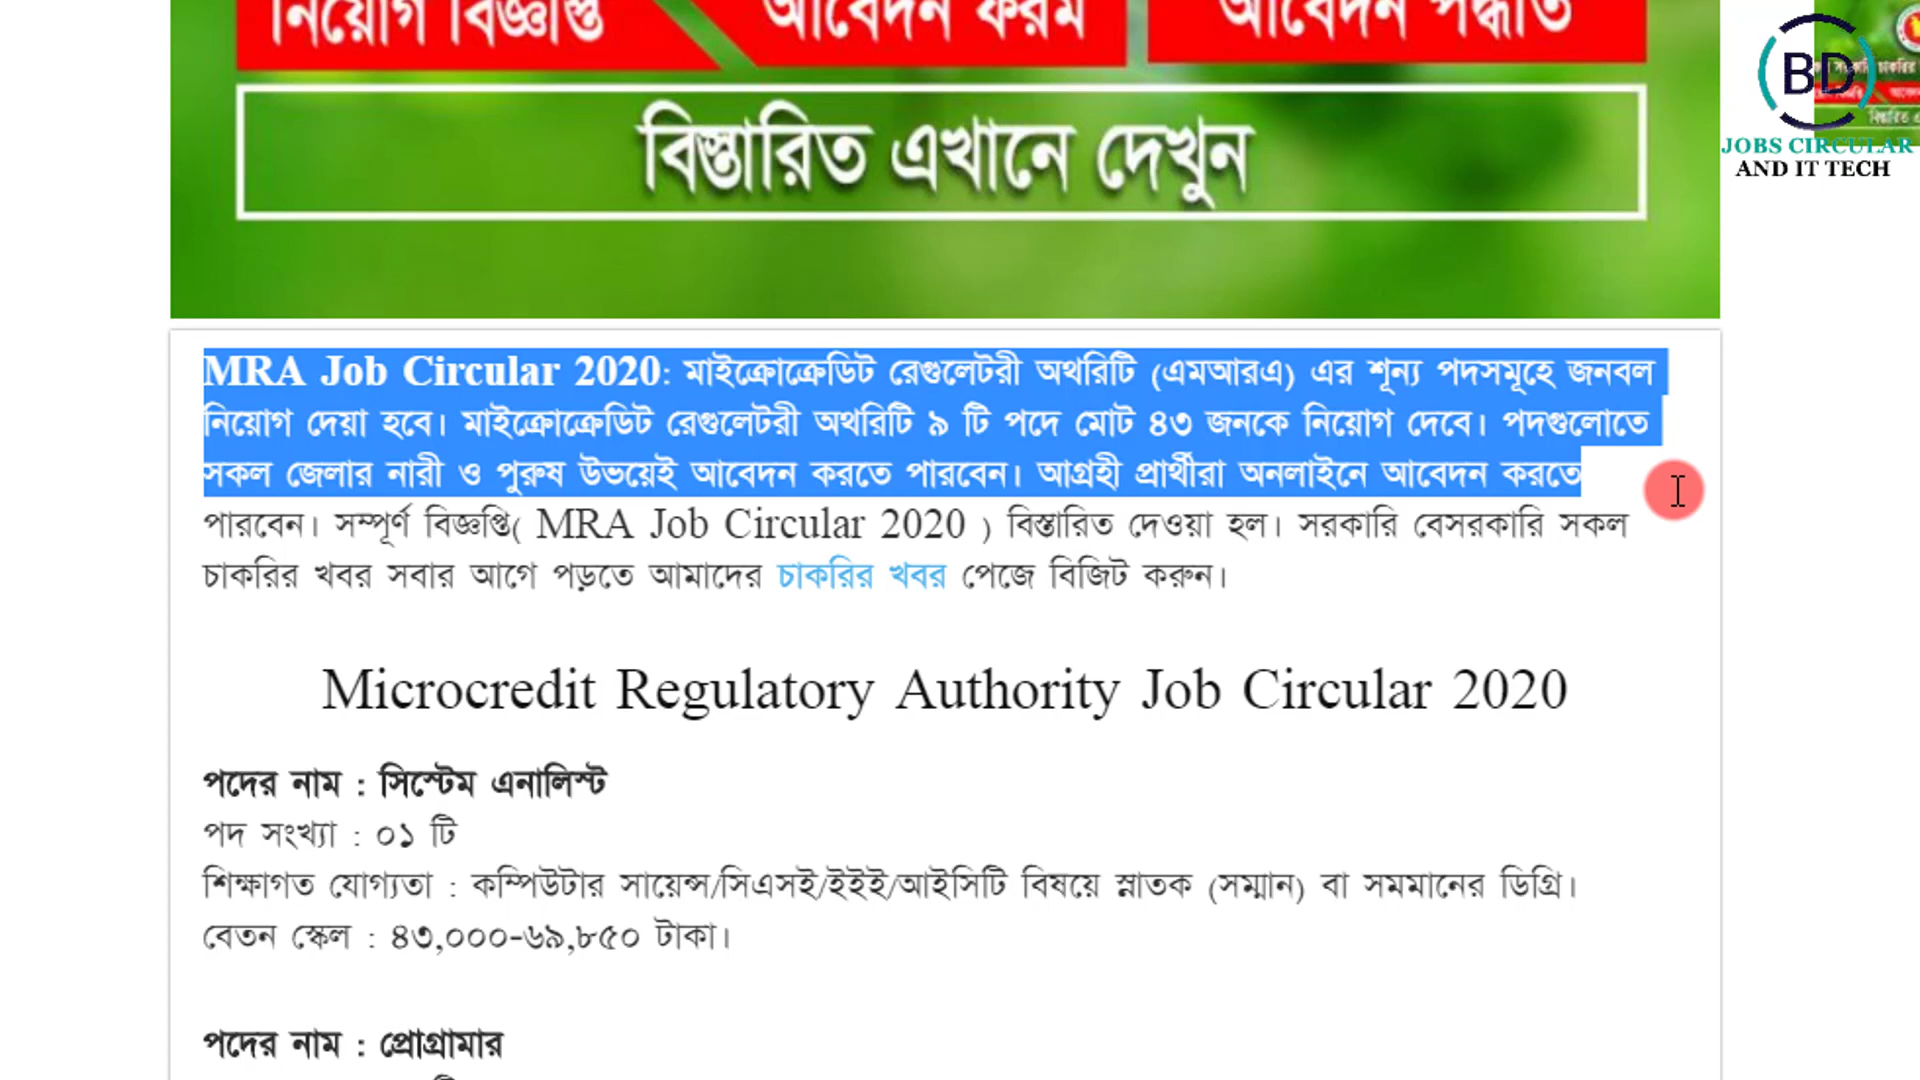 নিয়োগ বিজ্ঞপ্তি আবেদন ফরম আবেদন পদ্ধতি
বিস্তারিত এখানে দেখুন
BD
JOBS CIRCULAR
AND IT TECH
MRA Job Circular 2020: মাইক্রোক্রেডিট রেগুলেটরী অথরিটি (এমআরএ) এর শূন্য পদসমূহে জনবল
নিয়োগ দেয়া হবে। মাইক্রোক্রেডিট রেগুলেটরী অথরিটি ৯ টি পদে মোট ৪৩ জনকে নিয়োগ দেবে। পদগুলোতে
সকল জেলার নারী ও পুরুষ উভয়েই আবেদন করতে পারবেন। আগ্রহী প্রার্থীরা অনলাইনে আবেদন করতে
পারবেন। সম্পূর্ণ বিজ্ঞপ্তি( MRA Job Circular 2020 ) বিস্তারিত দেওয়া হল। সরকারি বেসরকারি সকল
চাকরির খবর সবার আগে পড়তে আমাদের চাকরির খবর পেজে বিজিট করুন।
Microcredit Regulatory Authority Job Circular 2020
পদের নাম : সিস্টেম এনালিস্ট
পদ সংখ্যা : ০১ টি
শিক্ষাগত যোগ্যতা : কম্পিউটার সায়েন্স/সিএসই/ইইই/আইসিটি বিষয়ে স্নাতক (সম্মান) বা সমমানের ডিগ্রি।
বেতন স্কেল : ৪৩,০০০-৬৯,৮৫০ টাকা।
পদের নাম : প্রোগ্রামার